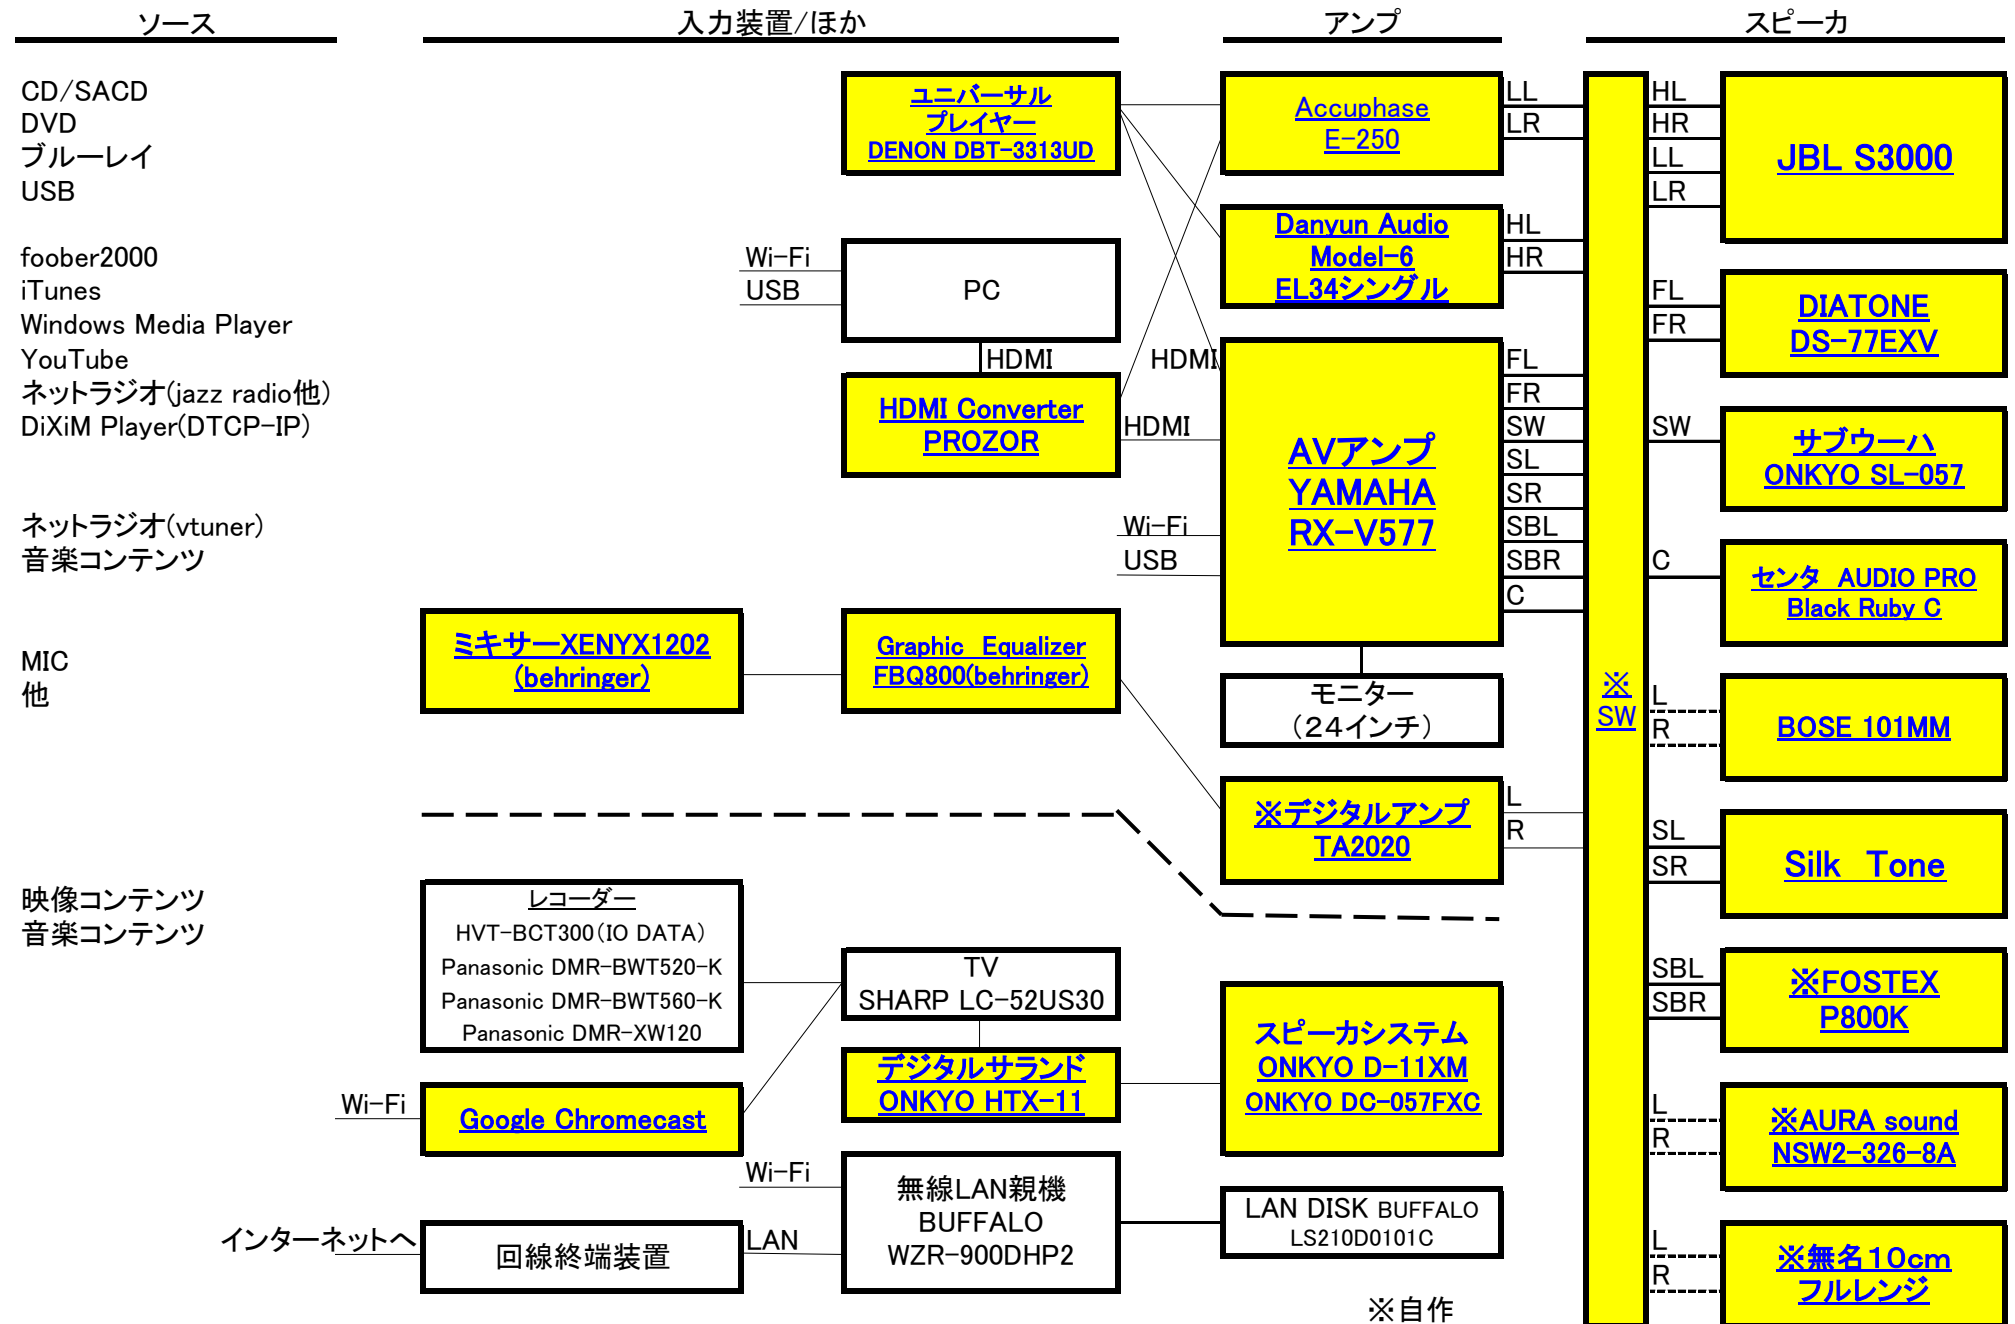 ソース
入力装置/ほか
アンプ
スピーカ
CD/SACD
DVD
ブルーレイ
USB
foober2000
iTunes
Windows Media Player
YouTube
ネットラジオ(jazz radio他)
DiXiM Player(DTCP-IP)
ネットラジオ(vtuner)
音楽コンテンツ
MIC
他
映像コンテンツ
音楽コンテンツ
ユニバーサル
プレイヤー
DENON DBT-3313UD
Wi-Fi
USB
PC
HDMI
HDMI
HDMI Converter
PROZOR
HDMI
Wi-Fi
USB
ミキサーXENYX1202
(behringer)
Graphic Equalizer
FBQ800(behringer)
レコーダー
HVT-BCT300(IO DATA)
Panasonic DMR-BWT520-K
Panasonic DMR-BWT560-K
Panasonic DMR-XW120
TV
SHARP LC-52US30
デジタルサランド
ONKYO HTX-11
Wi-Fi
Google Chromecast
Wi-Fi
無線LAN親機
BUFFALO
WZR-900DHP2
インターネットへ
回線終端装置
LAN
Accuphase
E-250
LL
LR
Danyun Audio
Model-6
EL34シングル
HL
HR
AVアンプ
YAMAHA
RX-V577
FL
FR
SW
SL
SR
SBL
SBR
C
モニター
(24インチ)
※デジタルアンプ
TA2020
L
R
スピーカシステム
ONKYO D-11XM
ONKYO DC-057FXC
LAN DISK BUFFALO
LS210D0101C
※自作
※
SW
HL
HR
LL
LR
JBL S3000
FL
FR
DIATONE
DS-77EXV
SW
サブウーハ
ONKYO SL-057
C
センタ AUDIO PRO
Black Ruby C
L
R
BOSE 101MM
SL
SR
Silk Tone
SBL
SBR
※FOSTEX
P800K
L
R
※AURA sound
NSW2-326-8A
L
R
※無名10cm
フルレンジ